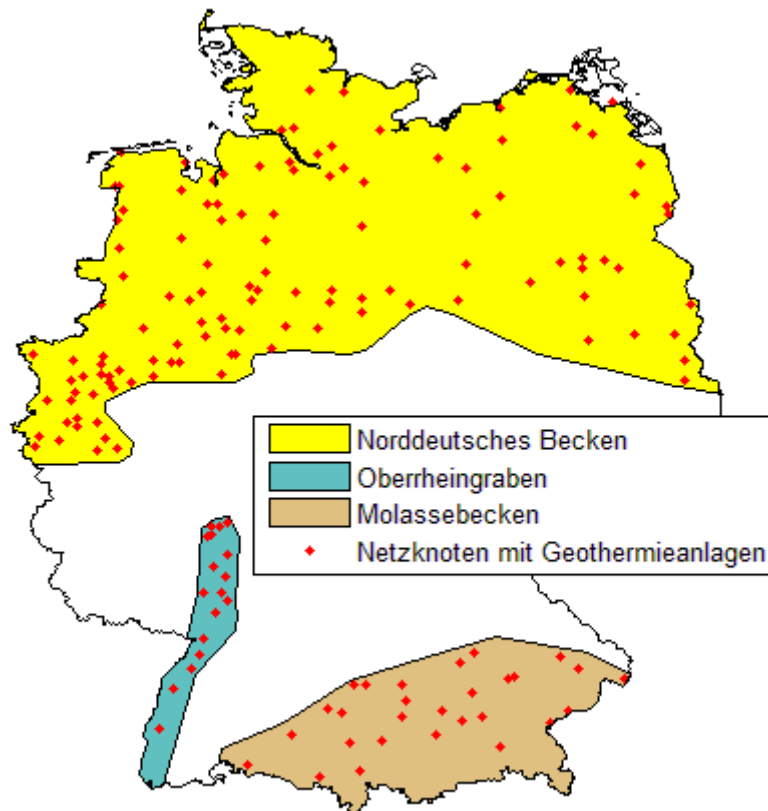 Norddeutsches Becken
Oberrheingraben
Molassebecken
Netzknoten mit Geothermieanlagen